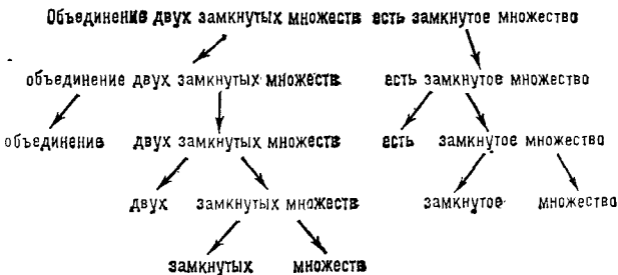 Объединение двух замкнутых множеств есть замкнутое множество
объединение двух замкнутых множеств есть замкнутое множество
объединение двух замкнутых множеств есть замкнутое множество
двух замкнутых множеств замкнутое множество
замкнутых множеств